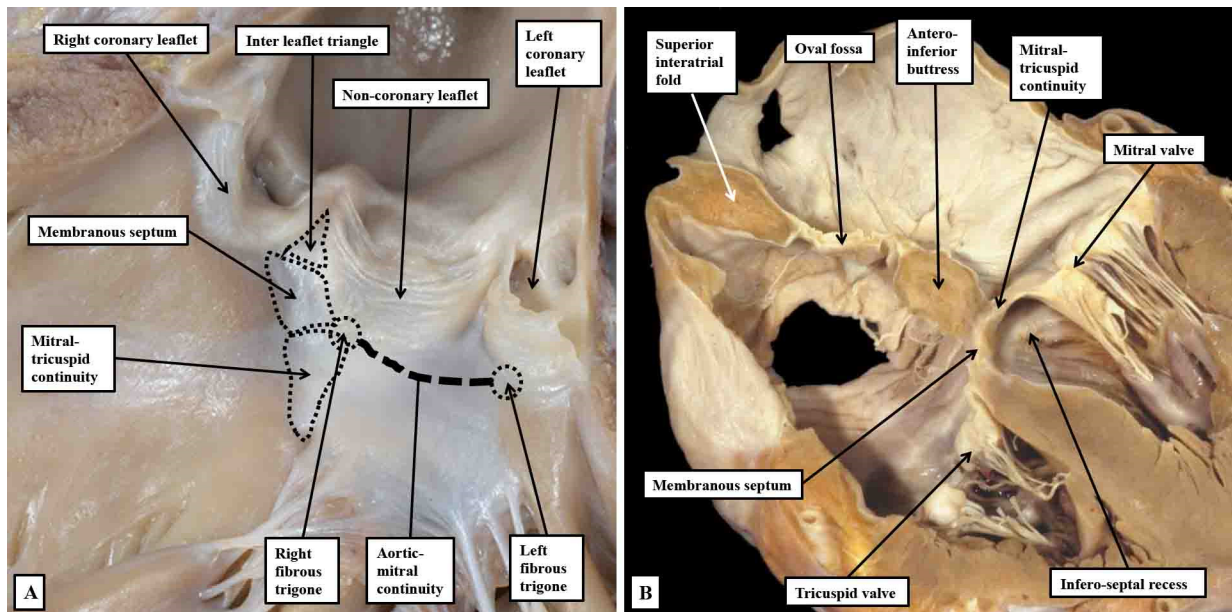 Right coronary leaflet
Inter leaflet triangle
Left
coronary
leaflet
Non-coronary leaflet
Membranous septum
Mitral-
tricuspid
continuity
Right
fibrous
trigone
Aortic-
mitral
continuity
Left
fibrous
trigone
A
Superior
interatrial
fold
Oval fossa
Antero-
inferior
buttress
Mitral-
tricuspid
continuity
Mitral valve
Membranous septum
Tricuspid valve
Infero-septal recess
B